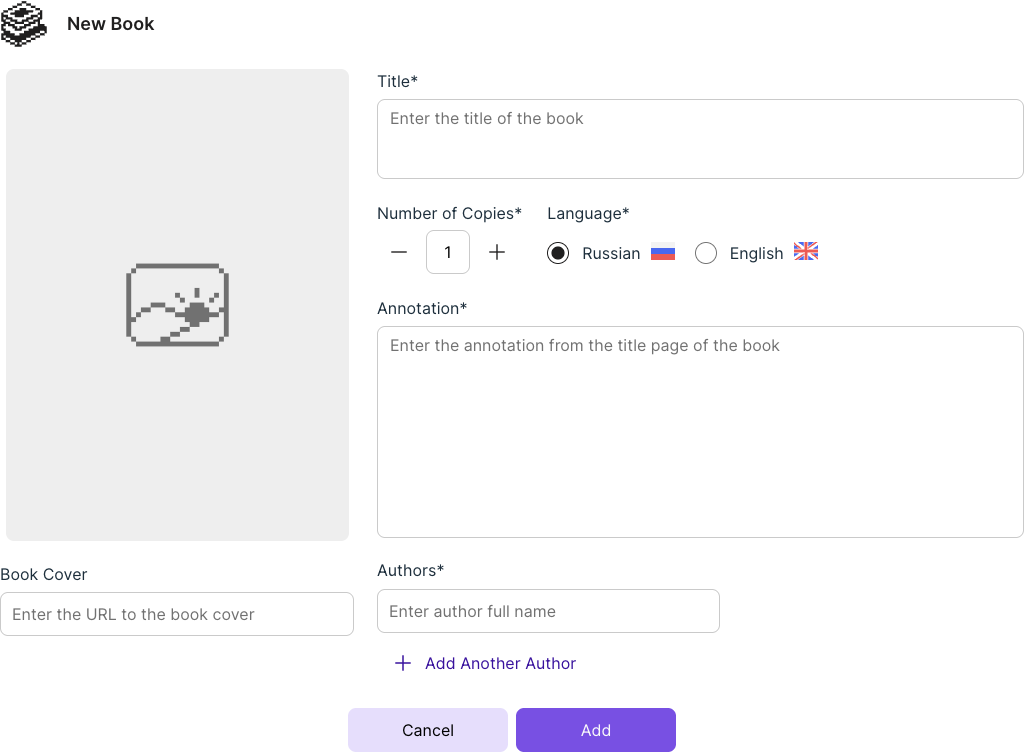 New Book
Title*
Enter the title of the book
Number of Copies*
Language*
1
Russian
English
Annotation*
Enter the annotation from the title page of the book
Book Cover
Enter the URL to the book cover
Authors*
Enter author full name
Add Another Author
Cancel
Add